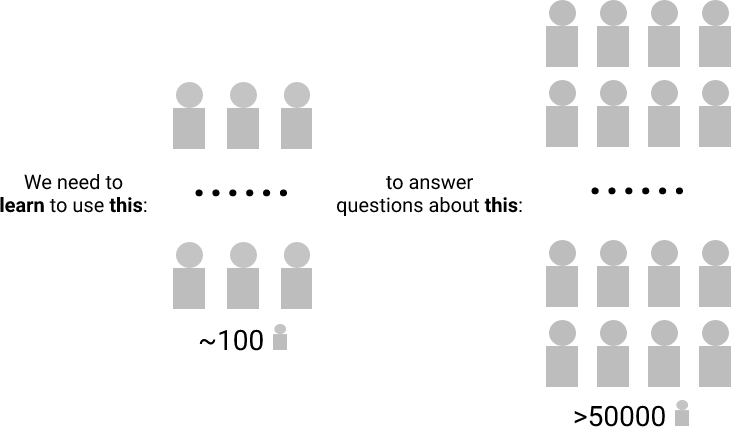 We need to
learn to use this:
~100
to answer
questions about this:
>50000